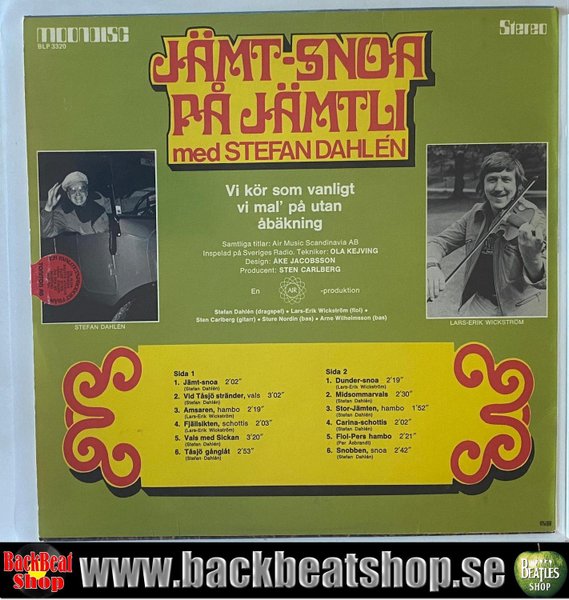 MOONDISC
BLP 3320
Stereo
JÄMT-SNOA
PÅ JÄMTLI
med STEFAN DAHLÉN
Vi kör som vanligt
vi mal' på utan
åbäkning
Samtliga titlar: Air Music Scandinavia AB
Inspelad på Sveriges Radio. Tekniker: OLA KEJVING
Design: ÅKE JACOBSSON
Producent: STEN CARLBERG
En AIR -produktion
Stefan Dahlén (dragspel) • Lars-Erik Wickström (fiol) •
Sten Carlberg (gitarr) • Sture Nordin (bas) • Arne Wilhelmsson (bas)
STEFAN DAHLÉN
LARS-ERIK WICKSTRÖM
Sida 1
1. Jämt-snoa 2'02"
(Stefan Dahlén)
2. Vid Tåsjö stränder, vals 3'02"
(Stefan Dahlén)
3. Amsaren, hambo 2'19"
(Lars-Erik Wickström)
4. Fjällsikten, schottis 2'03"
(Lars-Erik Wickström)
5. Vals med Sickan 3'20"
(Stefan Dahlén)
6. Tåsjö gånglåt 2'53"
(Stefan Dahlén)
Sida 2
1. Dunder-snoa 2'19"
(Lars-Erik Wickström)
2. Midsommarvals 2'30"
(Stefan Dahlén)
3. Stor-Jämten, hambo 1'52"
(Stefan Dahlén)
4. Carina-schottis 2'02"
(Stefan Dahlén)
5. Fiol-Pers hambo 2'21"
(Per Åsbrandt)
6. Snobben, snoa 2'42"
(Stefan Dahlén)
BackBeat
Shop
www.backbeatshop.se
BEATLES
SHOP